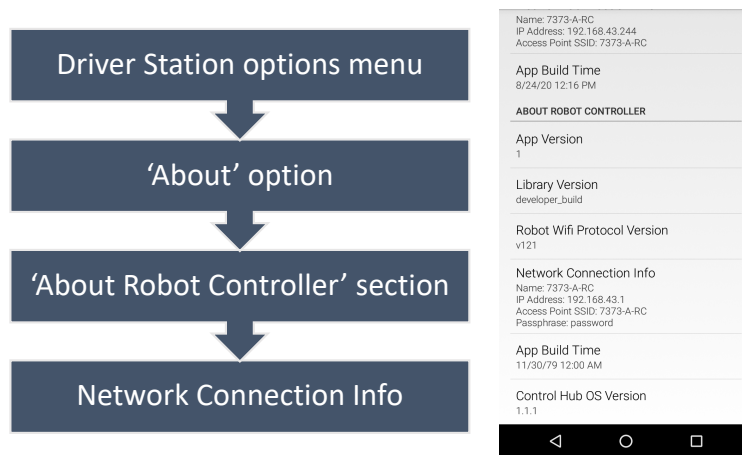 Driver Station options menu
‘About’ option
‘About Robot Controller’ section
Network Connection Info
Name: 7373-A-RC
IP Address: 192.168.43.244
Access Point SSID: 7373-A-RC
App Build Time
8/24/20 12:16 PM
ABOUT ROBOT CONTROLLER
App Version
1
Library Version
developer_build
Robot Wifi Protocol Version
v121
Network Connection Info
Name: 7373-A-RC
IP Address: 192.168.43.1
Access Point SSID: 7373-A-RC
Passphrase: password
App Build Time
11/30/79 12:00 AM
Control Hub OS Version
1.1.1